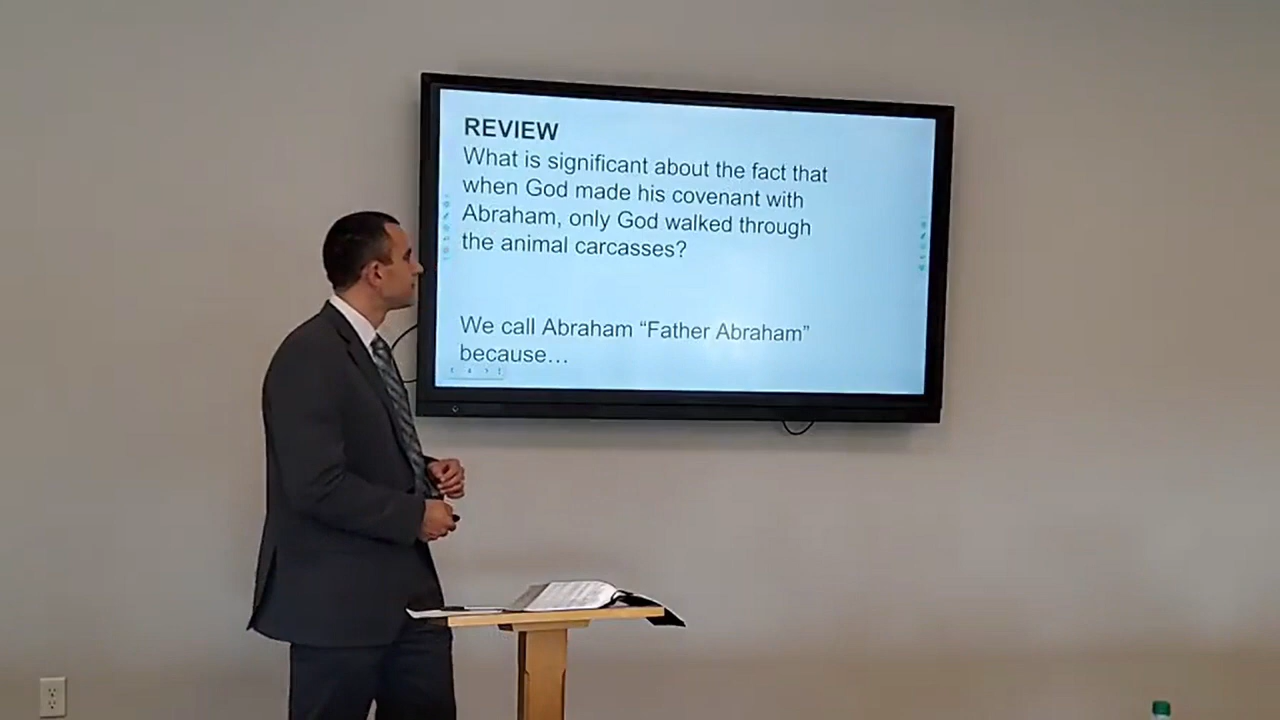 REVIEW
What is significant about the fact that
when God made his covenant with
Abraham, only God walked through
the animal carcasses?
We call Abraham “Father Abraham”
because…